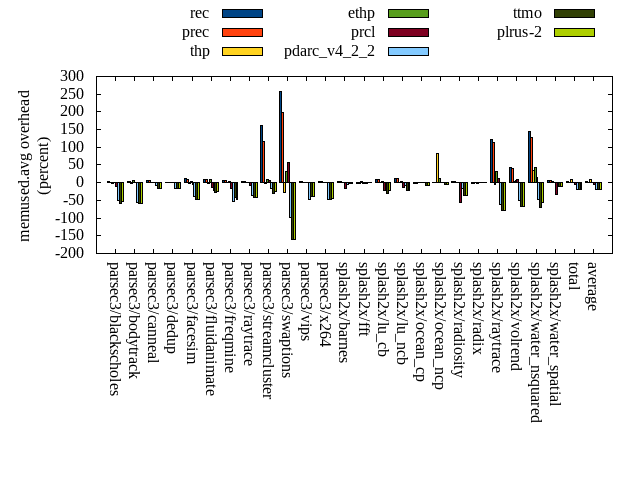 rec ethp ttmo
prec prcl plrus-2
thp pdarc_v4_2_2
memused.avg overhead
(percent)
300
250
200
150
100
50
0
-50
-100
-150
-200
parsec3/blackscholes
parsec3/bodytrack
parsec3/canneal
parsec3/dedup
parsec3/facesim
parsec3/fluidanimate
parsec3/freqmine
parsec3/raytrace
parsec3/streamcluster
parsec3/swaptions
parsec3/vips
parsec3/x264
splash2x/barnes
splash2x/fft
splash2x/lu_cb
splash2x/lu_ncb
splash2x/ocean_cp
splash2x/ocean_ncp
splash2x/radiosity
splash2x/radix
splash2x/raytrace
splash2x/volrend
splash2x/water_nsquared
splash2x/water_spatial
total
average